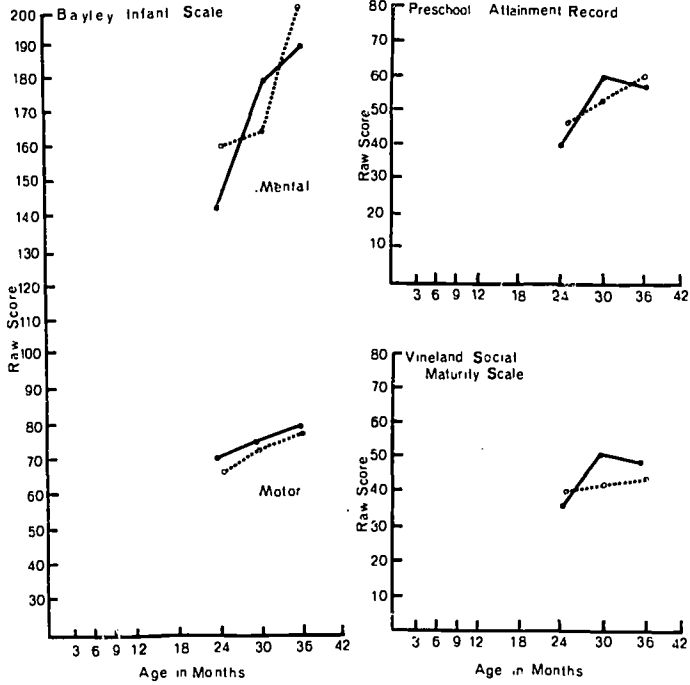 Bayley Infant Scale
200
190
180
170
160
150
140
130
120
110
100
90
80
70
60
50
40
30
Raw Score
Mental
Motor
3 6 9 12 18 24 30 36 42
Age in Months
Preschool Attainment Record
80
70
60
50
40
30
20
10
Raw Score
3 6 9 12 18 24 30 36 42
Vineland Social
Maturity Scale
80
70
60
50
40
30
20
10
Raw Score
3 6 9 12 18 24 30 36 42
Age in Months